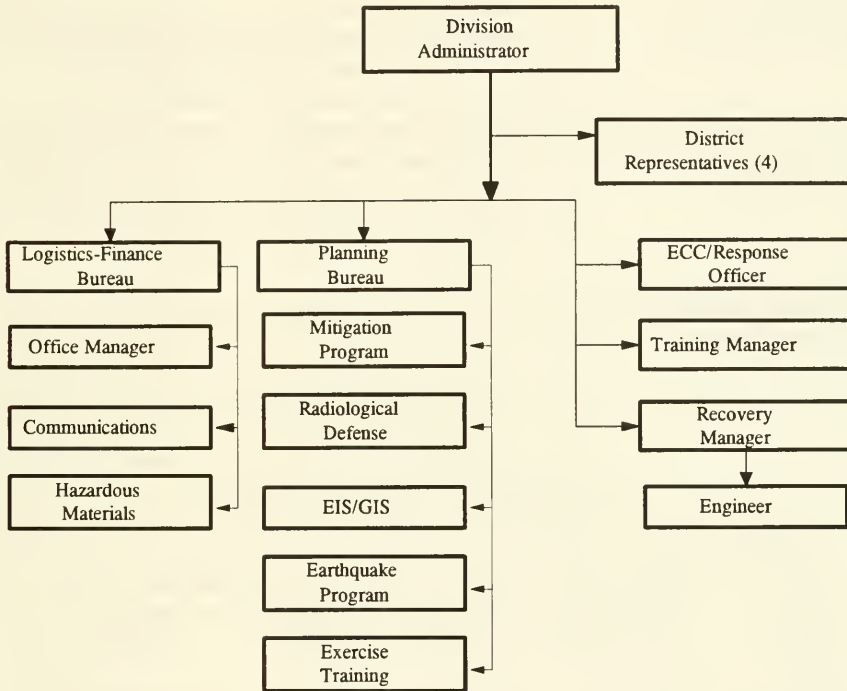 Division
Administrator
District
Representatives (4)
Logistics-Finance
Bureau
Planning
Bureau
ECC/Response
Officer
Office Manager
Mitigation
Program
Training Manager
Communications
Radiological
Defense
Recovery
Manager
Hazardous
Materials
EIS/GIS
Engineer
Earthquake
Program
Exercise
Training